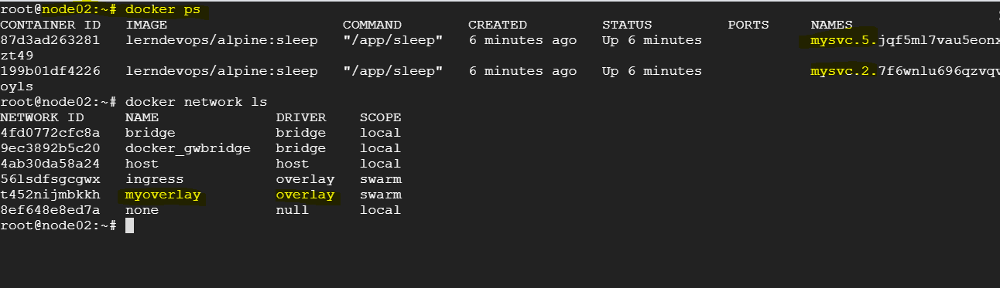 root@node02:~# docker ps
CONTAINER ID   IMAGE                   COMMAND        CREATED         STATUS         PORTS     NAMES
87d3ad263281   lerndevops/alpine:sleep   "/app/sleep"   6 minutes ago   Up 6 minutes             mysvc.5.jqf5ml7vau5eonx
zt49
199b01df4226   lerndevops/alpine:sleep   "/app/sleep"   6 minutes ago   Up 6 minutes             mysvc.2.7f6wnlu696qzvqv
oyls
root@node02:~# docker network ls
NETWORK ID     NAME              DRIVER    SCOPE
4fd0772cfc8a   bridge            bridge    local
9ec3892b5c20   docker_gwbridge   bridge    local
4ab30da58a24   host              host      local
56lsdfsgcgwx   ingress           overlay   swarm
t452nijmbkkh   myoverlay         overlay   swarm
8ef648e8ed7a   none              null      local
root@node02:~#